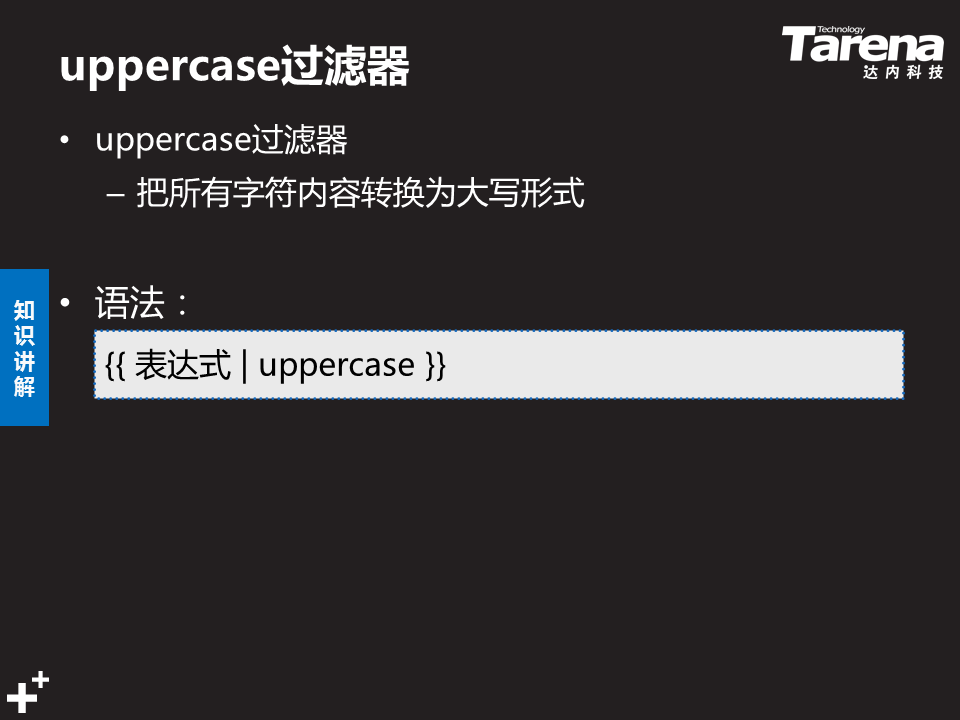 uppercase过滤器
Technology
Tarena
达内科技
• uppercase过滤器
– 把所有字符内容转换为大写形式
知识讲解
• 语法：
{{ 表达式 | uppercase }}